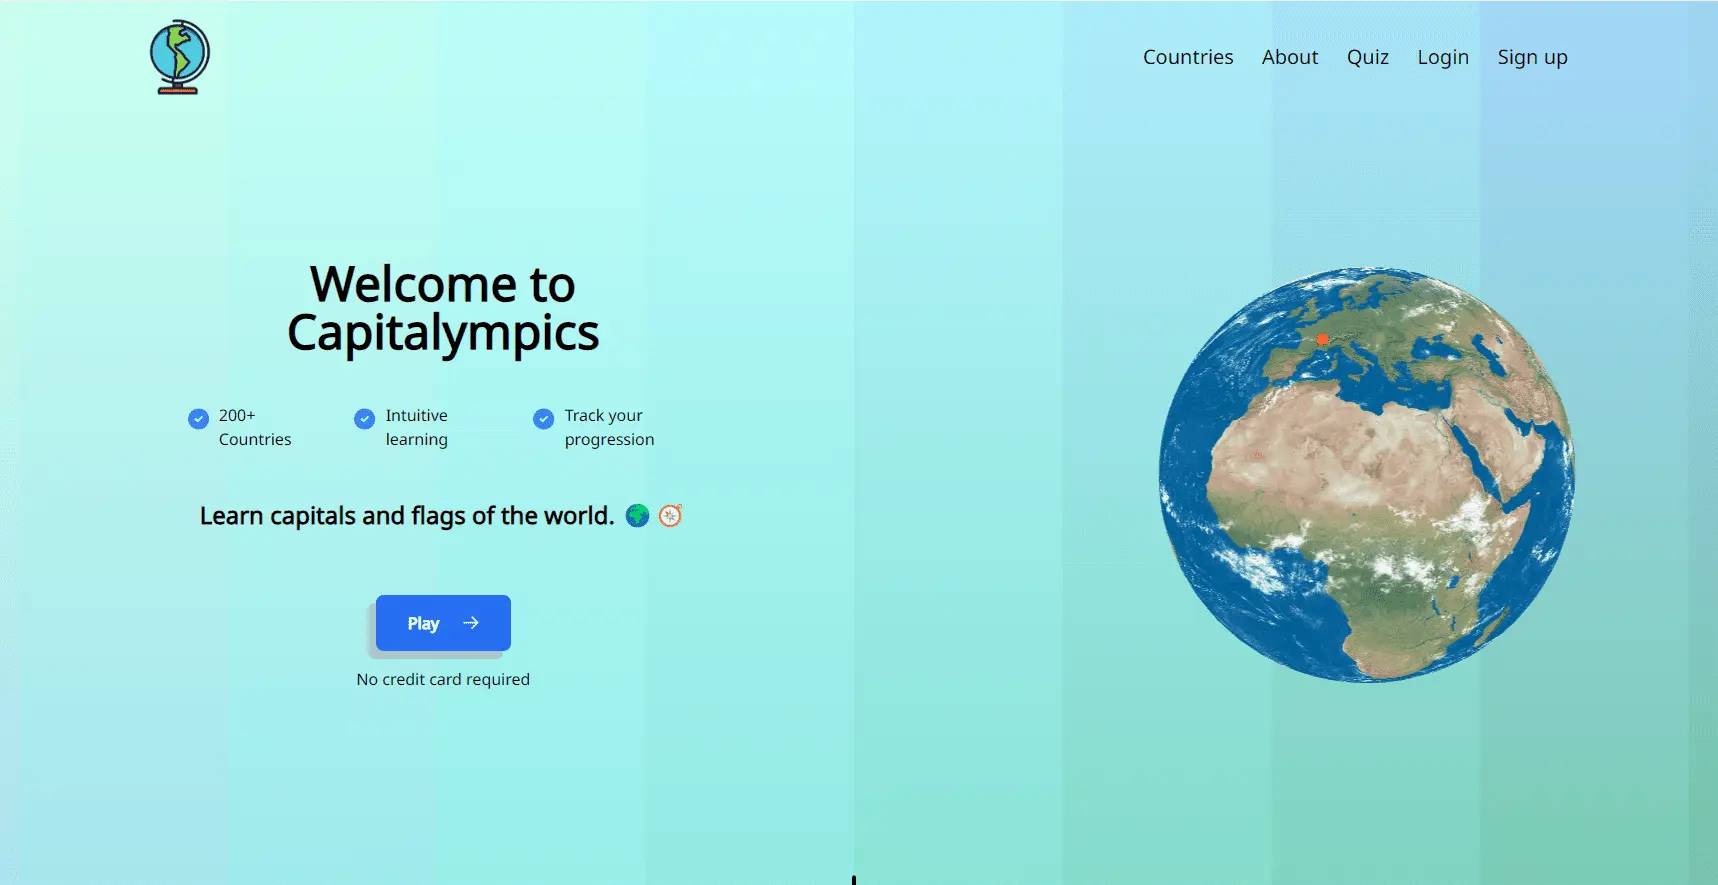 Countries About Quiz Login Sign up
Welcome to
Capitalympics
200+
Countries
Intuitive
learning
Track your
progression
Learn capitals and flags of the world.
Play
No credit card required